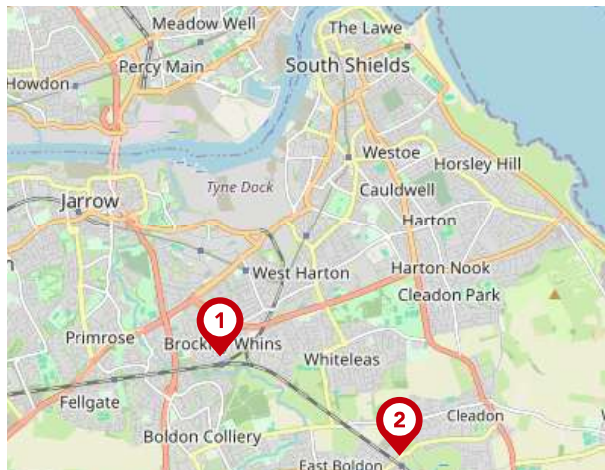 Meadow Well
The Lawe
Percy Main
South Shields
Howdon
Westoe
Horsley Hill
Tyne Dock
Cauldwell
Jarrow
Harton
West Harton
Harton Nook
Cleadon Park
1
Primrose
Whins
Whiteleas
Fellgate
2
Cleadon
Boldon Colliery
East Boldon